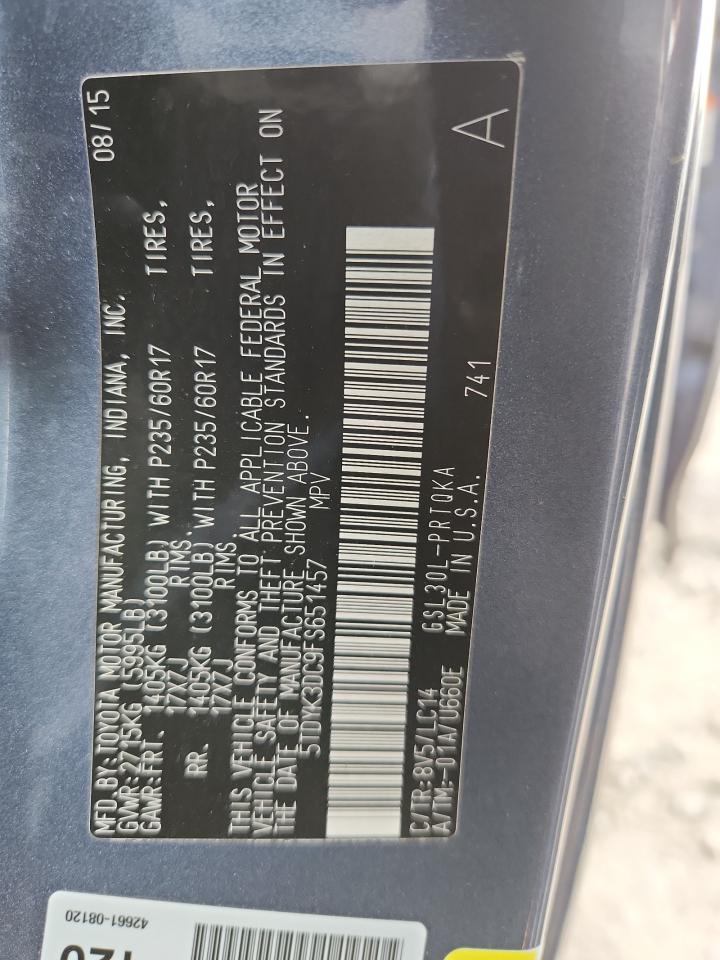 MFD. BY: TOYOTA MOTOR MANUFACTURING, INDIANA, INC. 08/15
GVWR: 2715KG (5995LB)
GAWR: FRT. 1405KG (3100LB) WITH P235/60R17 TIRES,
17X7J RIMS.
RR. 1405KG (3100LB) WITH P235/60R17 TIRES,
17X7J RIMS.
THIS VEHICLE CONFORMS TO ALL APPLICABLE FEDERAL MOTOR
VEHICLE SAFETY AND THEFT PREVENTION STANDARDS IN EFFECT ON
THE DATE OF MANUFACTURE SHOWN ABOVE.
5TDYK3DC9FS651457 MPV
C/TR: 8V5/LC14 GSL30L-PRTQKA 741
A/TM: -01A/U660E MADE IN U.S.A. A
42661-08120